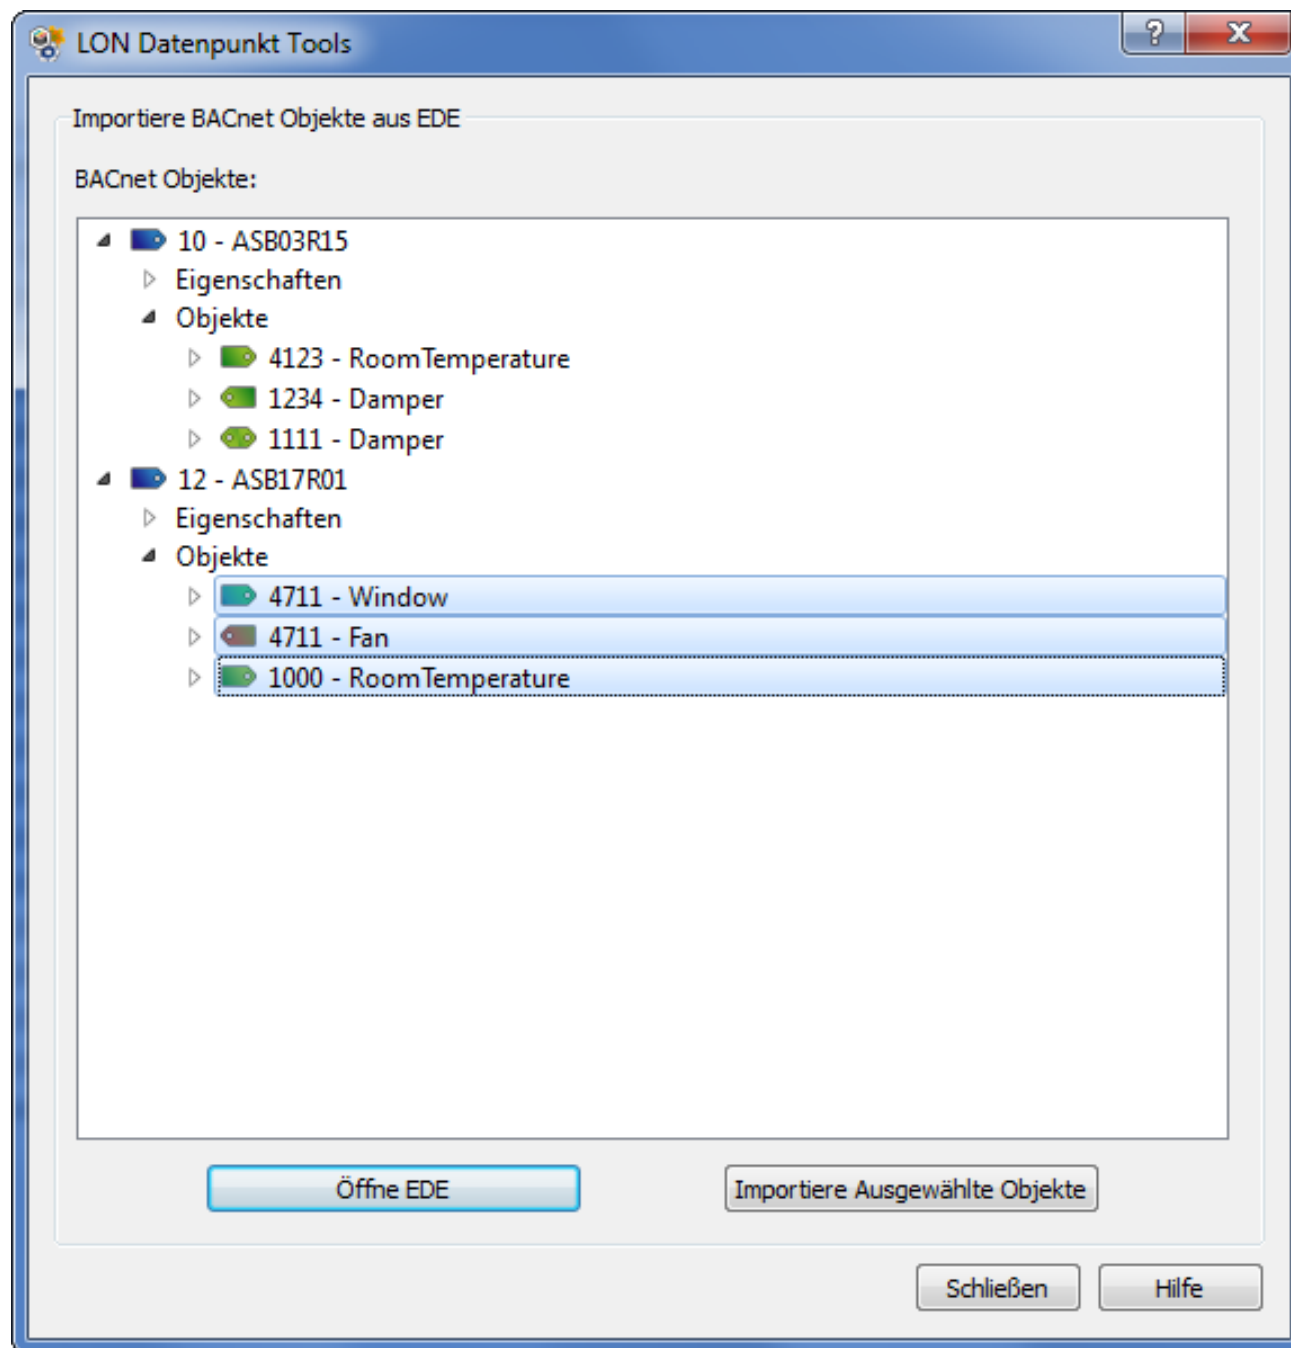 LON Datenpunkt Tools
Importiere BACnet Objekte aus EDE
BACnet Objekte:
10 - ASB03R15
Eigenschaften
Objekte
4123 - RoomTemperature
1234 - Damper
1111 - Damper
12 - ASB17R01
Eigenschaften
Objekte
4711 - Window
4711 - Fan
1000 - RoomTemperature
Öffne EDE
Importiere Ausgewählte Objekte
Schließen
Hilfe